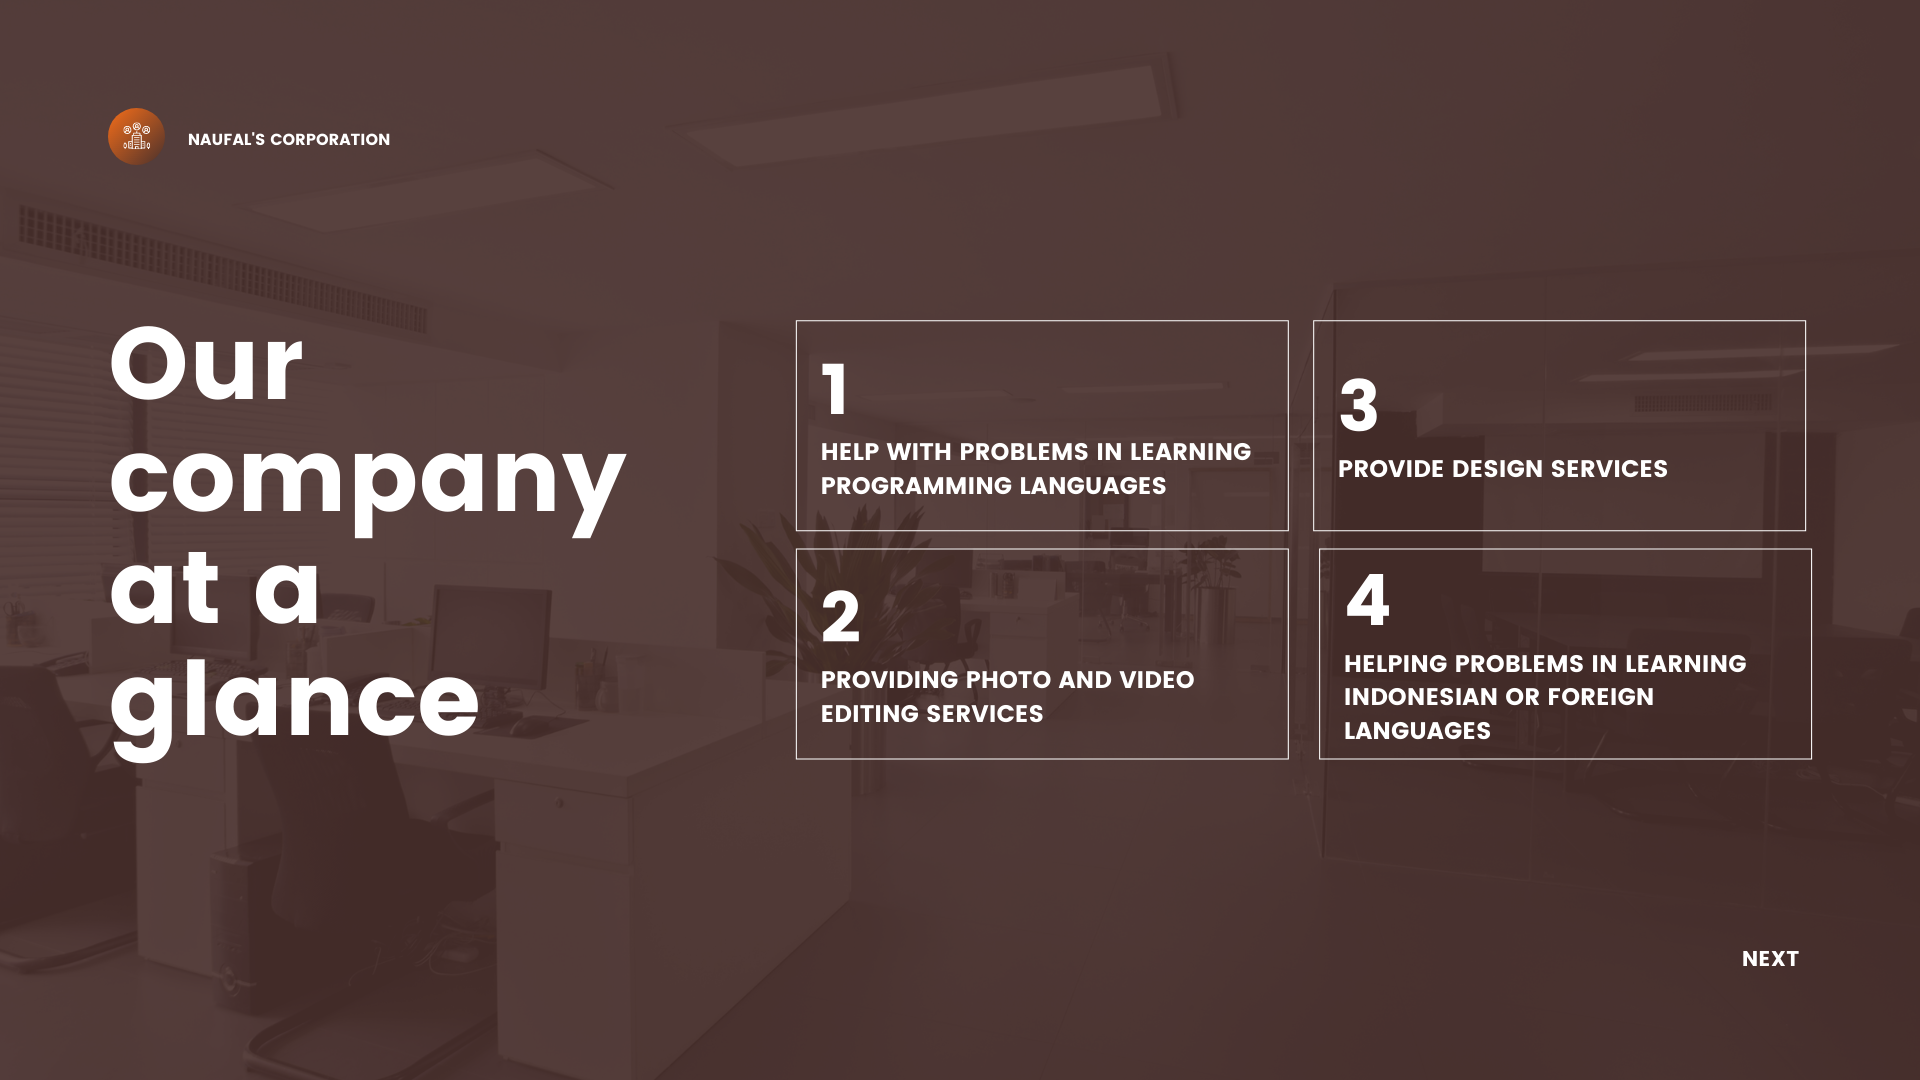 NAUFAL'S CORPORATION
Our
company
at a
glance
1
HELP WITH PROBLEMS IN LEARNING
PROGRAMMING LANGUAGES
2
PROVIDING PHOTO AND VIDEO
EDITING SERVICES
3
PROVIDE DESIGN SERVICES
4
HELPING PROBLEMS IN LEARNING
INDONESIAN OR FOREIGN
LANGUAGES
NEXT